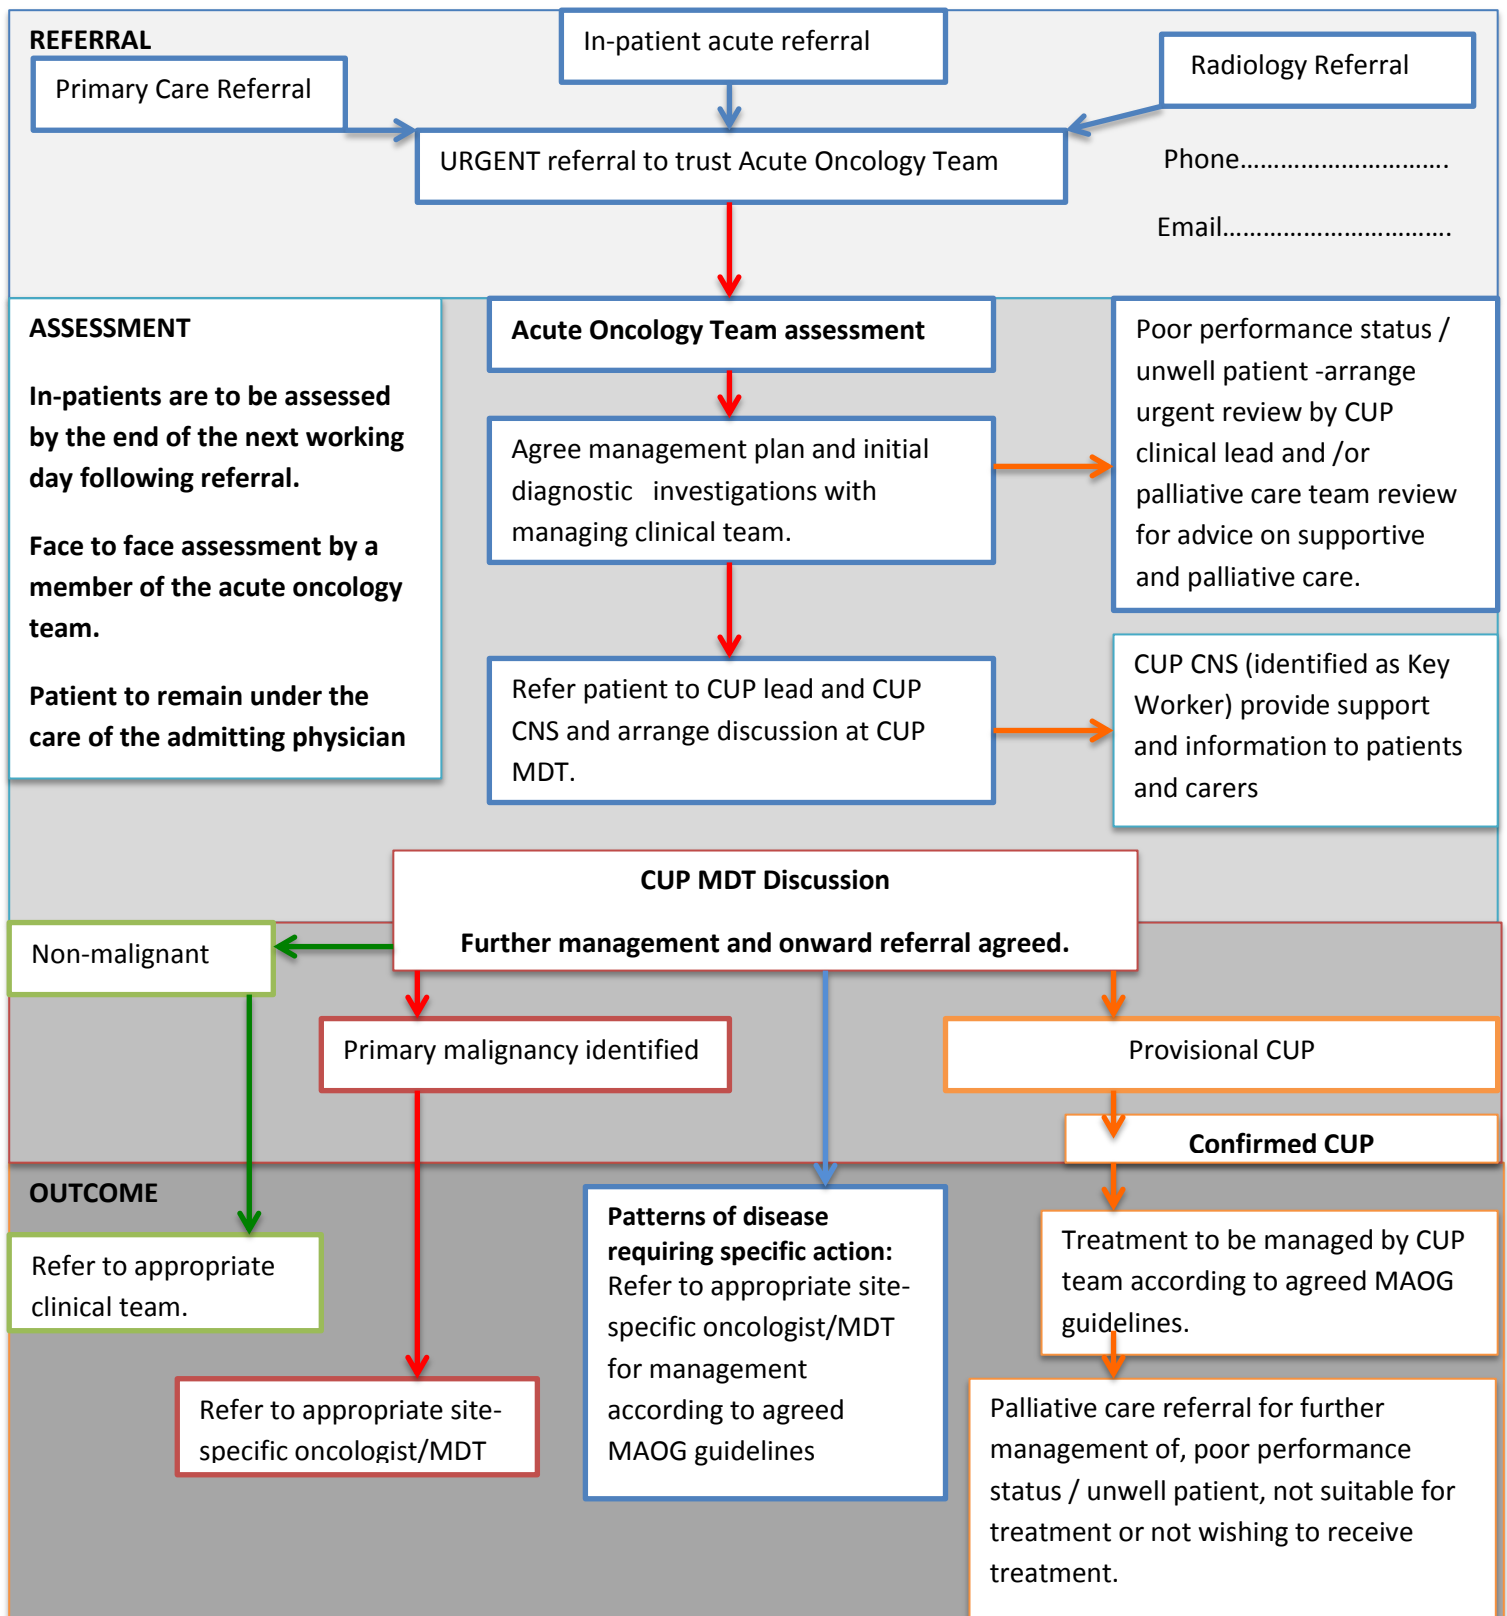 REFERRAL
In-patient acute referral
Primary Care Referral
Radiology Referral
URGENT referral to trust Acute Oncology Team
Phone………………………….
Email…………………………….
ASSESSMENT
In-patients are to be assessed
by the end of the next working
day following referral.
Face to face assessment by a
member of the acute oncology
team.
Patient to remain under the
care of the admitting physician
Acute Oncology Team assessment
Agree management plan and initial
diagnostic   investigations with
managing clinical team.
Poor performance status /
unwell patient -arrange
urgent review by CUP
clinical lead and /or
palliative care team review
for advice on supportive
and palliative care.
Refer patient to CUP lead and CUP
CNS and arrange discussion at CUP
MDT.
CUP CNS (identified as Key
Worker) provide support
and information to patients
and carers
CUP MDT Discussion
Further management and onward referral agreed.
Non-malignant
Primary malignancy identified
Provisional CUP
Confirmed CUP
OUTCOME
Refer to appropriate
clinical team.
Refer to appropriate site-
specific oncologist/MDT
Patterns of disease
requiring specific action:
Refer to appropriate site-
specific oncologist/MDT
for management
according to agreed
MAOG guidelines
Treatment to be managed by CUP
team according to agreed MAOG
guidelines.
Palliative care referral for further
management of, poor performance
status / unwell patient, not suitable for
treatment or not wishing to receive
treatment.